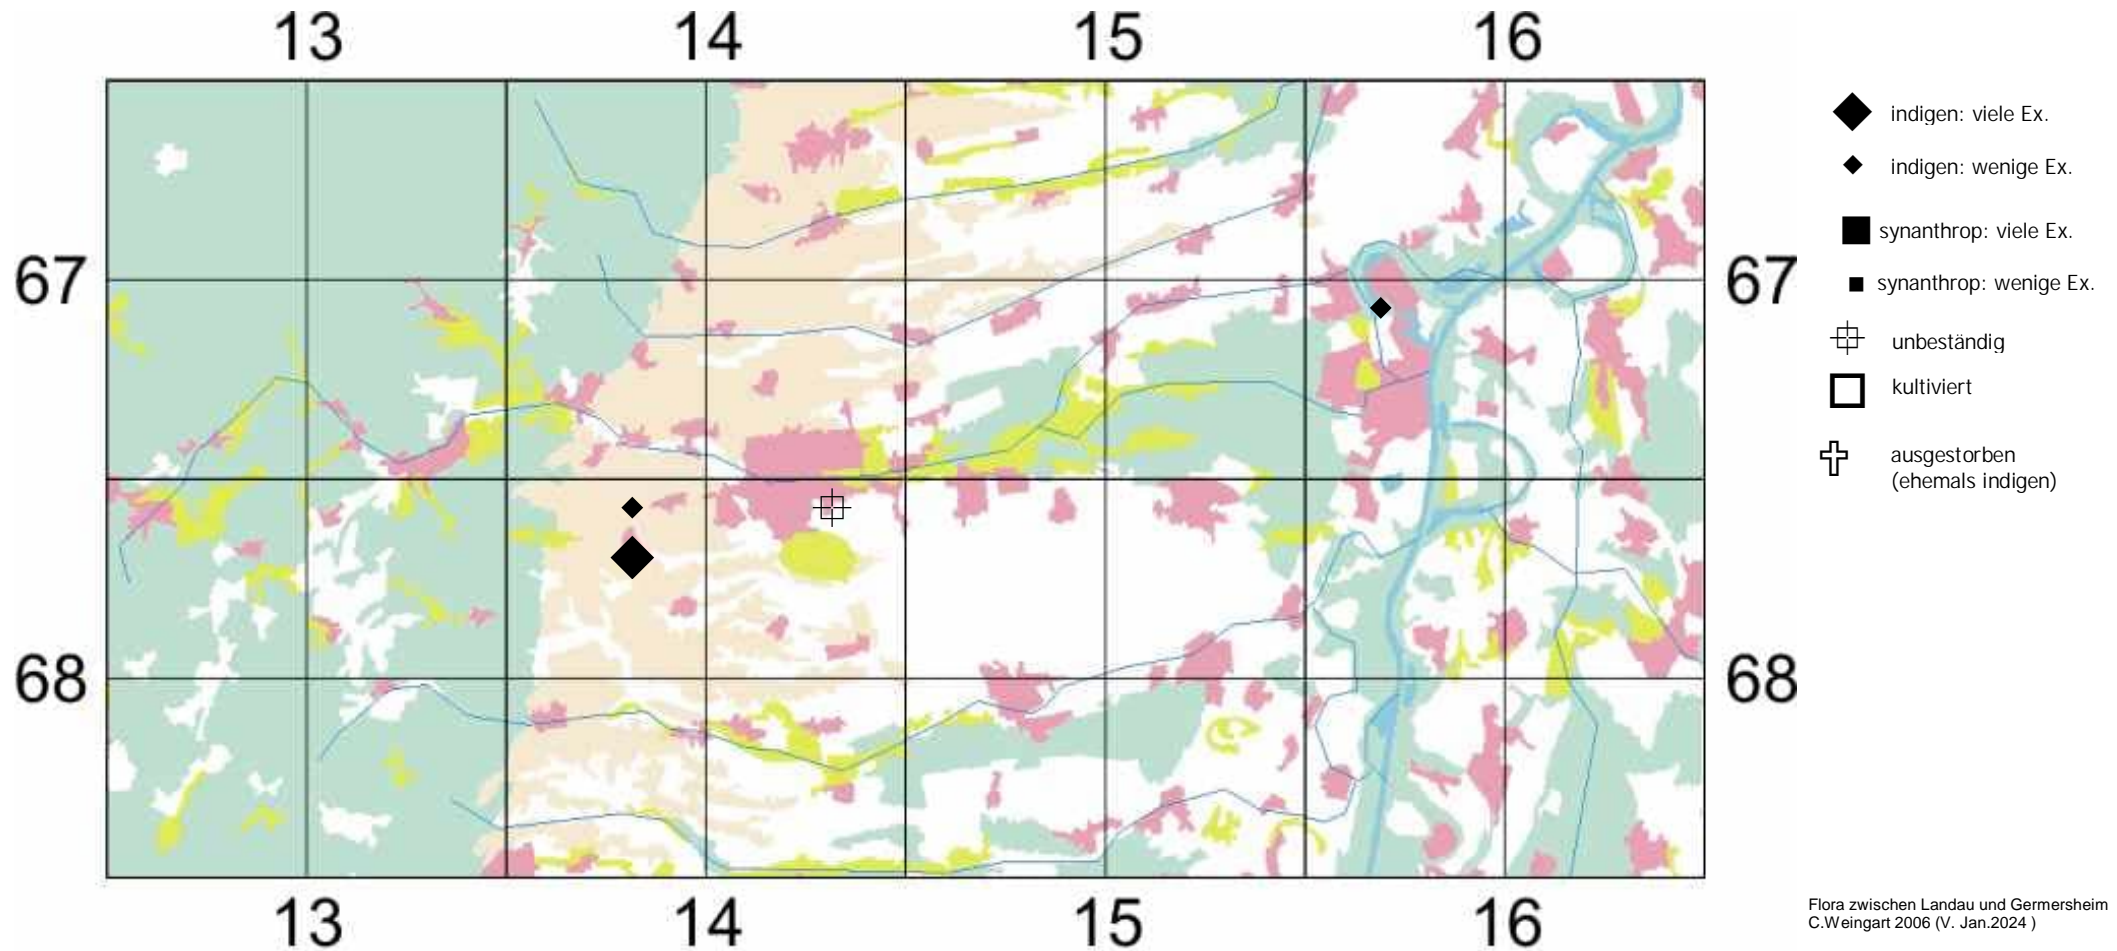 13 14 15 16
indigen: viele Ex.
indigen: wenige Ex.
synanthrop: viele Ex.
67 67
synanthrop: wenige Ex.
unbeständig
kultiviert
ausgestorben
(ehemals indigen)
68 68
13 14 15 16
Flora zwischen Landau und Germersheim
C.Weingart 2006 (V. Jan.2024 )